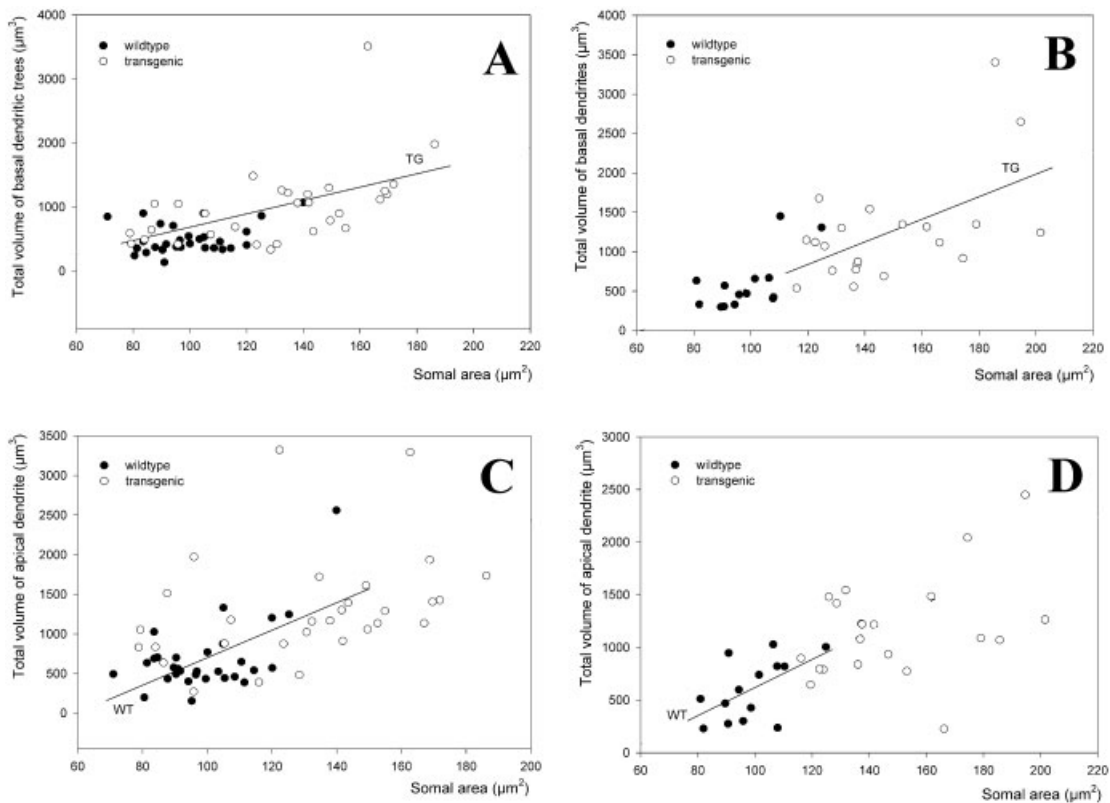 A
Total volume of basal dendritic trees (µm³)
4000
3000
2000
1000
0
wildtype
transgenic
TG
60 80 100 120 140 160 180 200 220
Somal area (µm²)
B
Total volume of basal dendrites (µm³)
4000
3500
3000
2500
2000
1500
1000
500
0
wildtype
transgenic
TG
60 80 100 120 140 160 180 200 220
Somal area (µm²)
C
Total volume of apical dendrite (µm³)
3500
3000
2500
2000
1500
1000
500
0
wildtype
transgenic
WT
60 80 100 120 140 160 180 200
Somal area (µm²)
D
Total volume of apical dendrite (µm³)
3000
2500
2000
1500
1000
500
0
wildtype
transgenic
WT
60 80 100 120 140 160 180 200 220
Somal area (µm²)